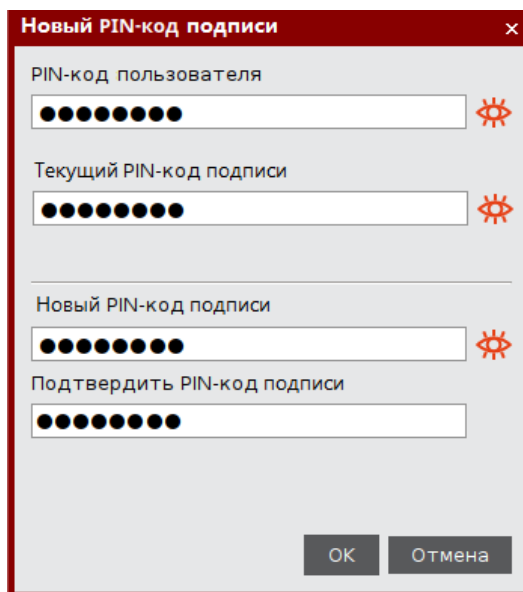 Новый PIN-код подписи ×
PIN-код пользователя
●●●●●●●●
Текущий PIN-код подписи
●●●●●●●●
Новый PIN-код подписи
●●●●●●●●
Подтвердить PIN-код подписи
●●●●●●●●
OK Отмена